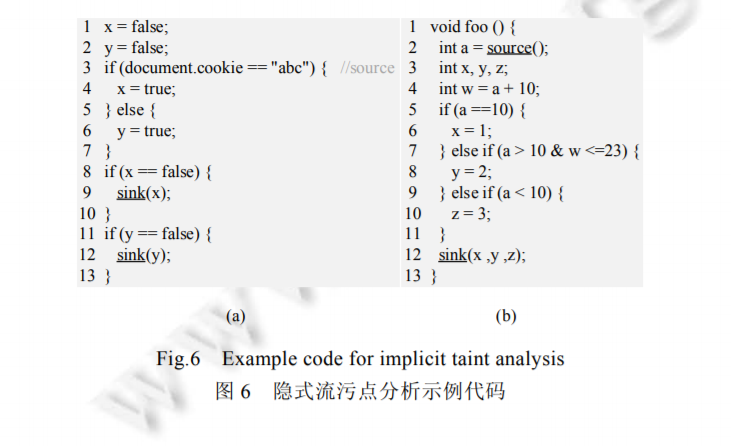 1 x = false;
2 y = false;
3 if (document.cookie == "abc") { //source
4 x = true;
5 } else {
6 y = true;
7 }
8 if (x == false) {
9 sink(x);
10 }
11 if (y == false) {
12 sink(y);
13 }
(a)
1 void foo () {
2 int a = source();
3 int x, y, z;
4 int w = a + 10;
5 if (a ==10) {
6 x = 1;
7 } else if (a > 10 & w <=23) {
8 y = 2;
9 } else if (a < 10) {
10 z = 3;
11 }
12 sink(x ,y ,z);
13 }
(b)
Fig.6 Example code for implicit taint analysis
图 6 隐式流污点分析示例代码